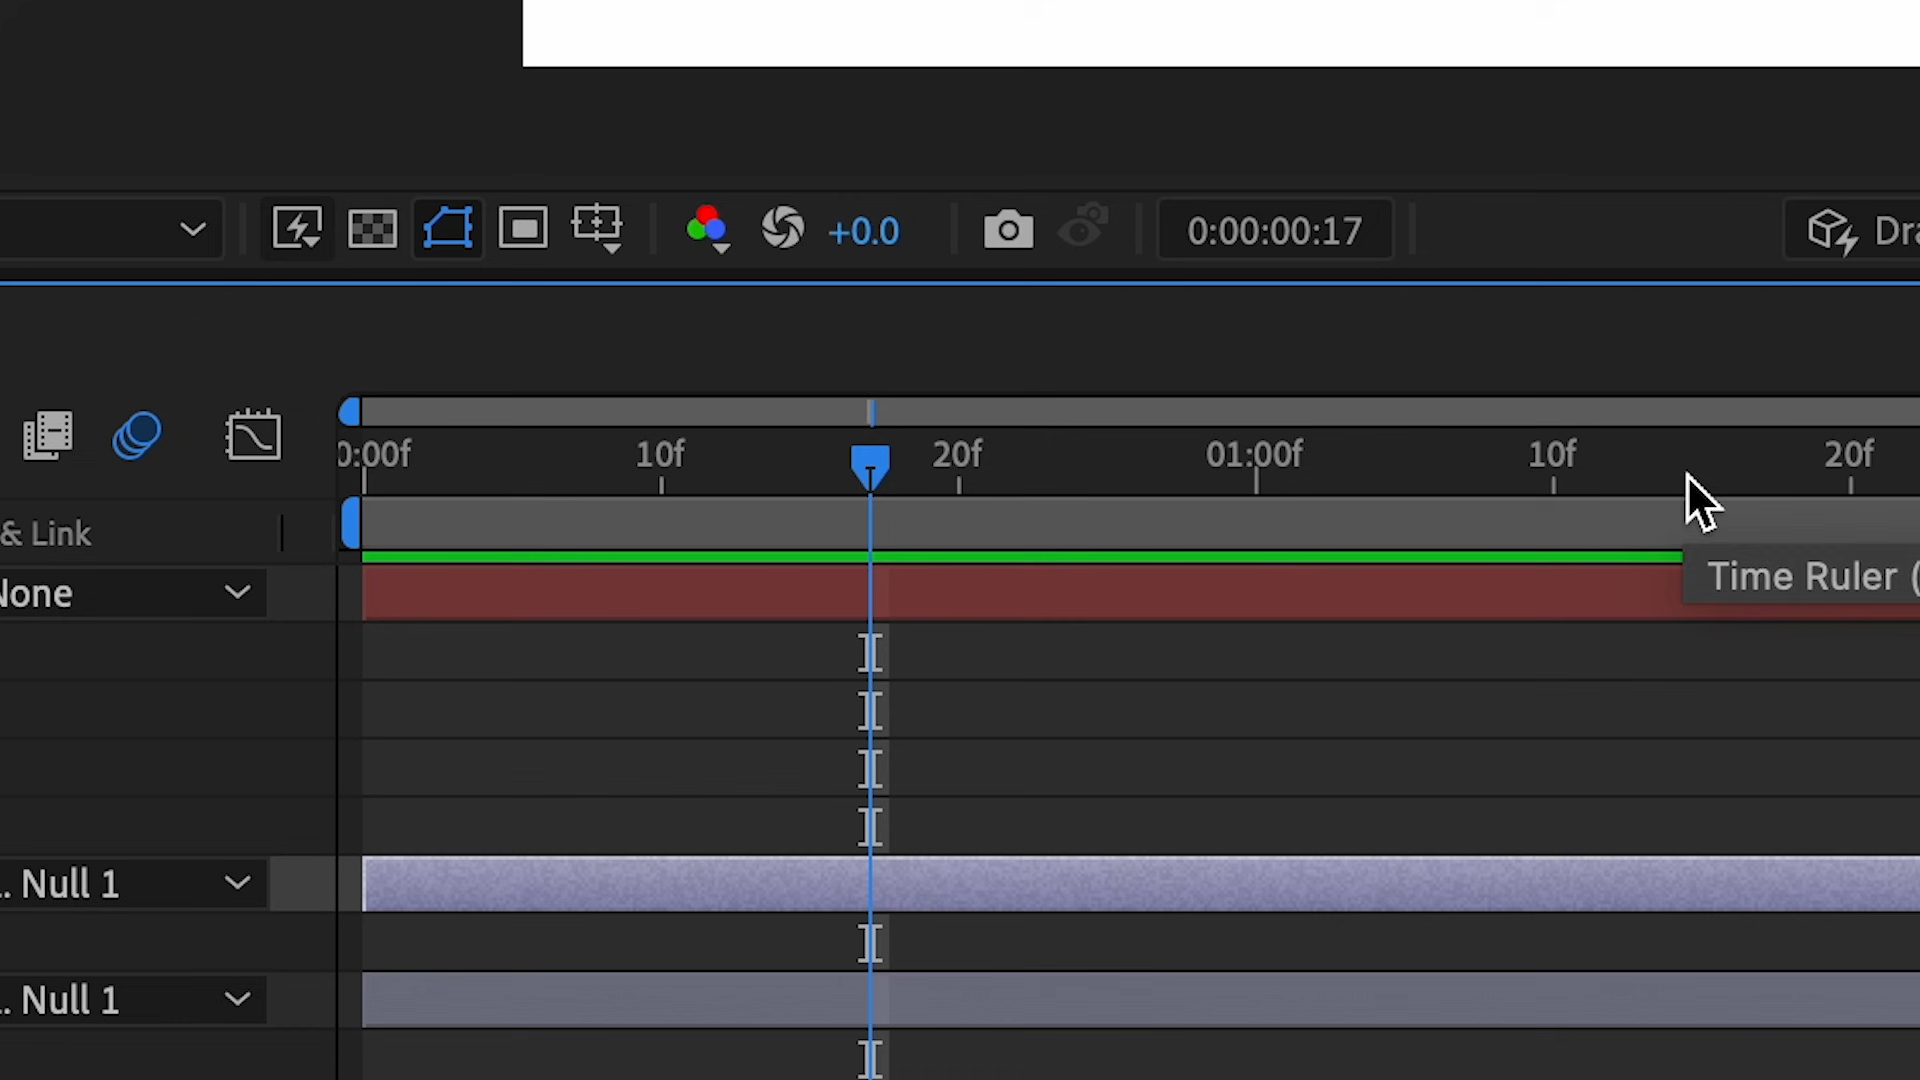 +0.0 0:00:00:17 Dra
0:00f 10f 20f 01:00f 10f 20f
& Link
None
Time Ruler (
. Null 1
. Null 1